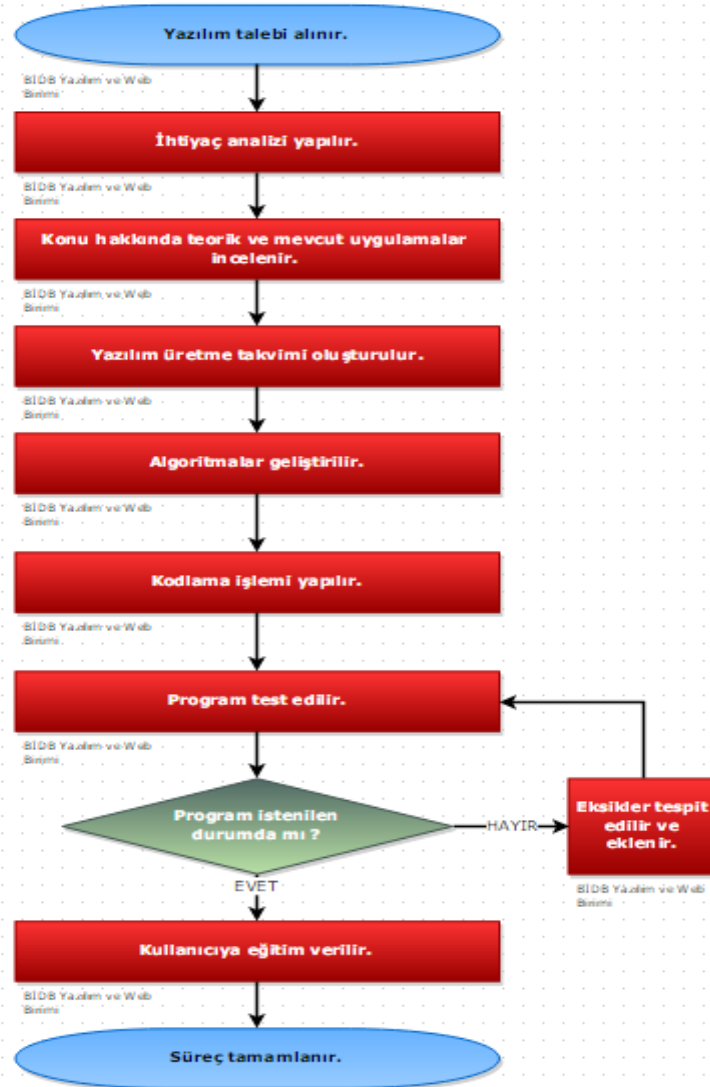 Yazılım talebi alınır.
BİDB Yazılım ve Web
Birimi
İhtiyaç analizi yapılır.
BİDB Yazılım ve Web
Birimi
Konu hakkında teorik ve mevcut uygulamalar
incelenir.
BİDB Yazılım ve Web
Birimi
Yazılım üretme takvimi oluşturulur.
BİDB Yazılım ve Web
Birimi
Algoritmalar geliştirilir.
BİDB Yazılım ve Web
Birimi
Kodlama işlemi yapılır.
BİDB Yazılım ve Web
Birimi
Program test edilir.
BİDB Yazılım ve Web
Birimi
Program istenilen
durumda mı ?
HAYIR
Eksikler tespit
edilir ve
eklenir.
BİDB Yazılım ve Web
Birimi
EVET
Kullanıcıya eğitim verilir.
BİDB Yazılım ve Web
Birimi
Süreç tamamlanır.